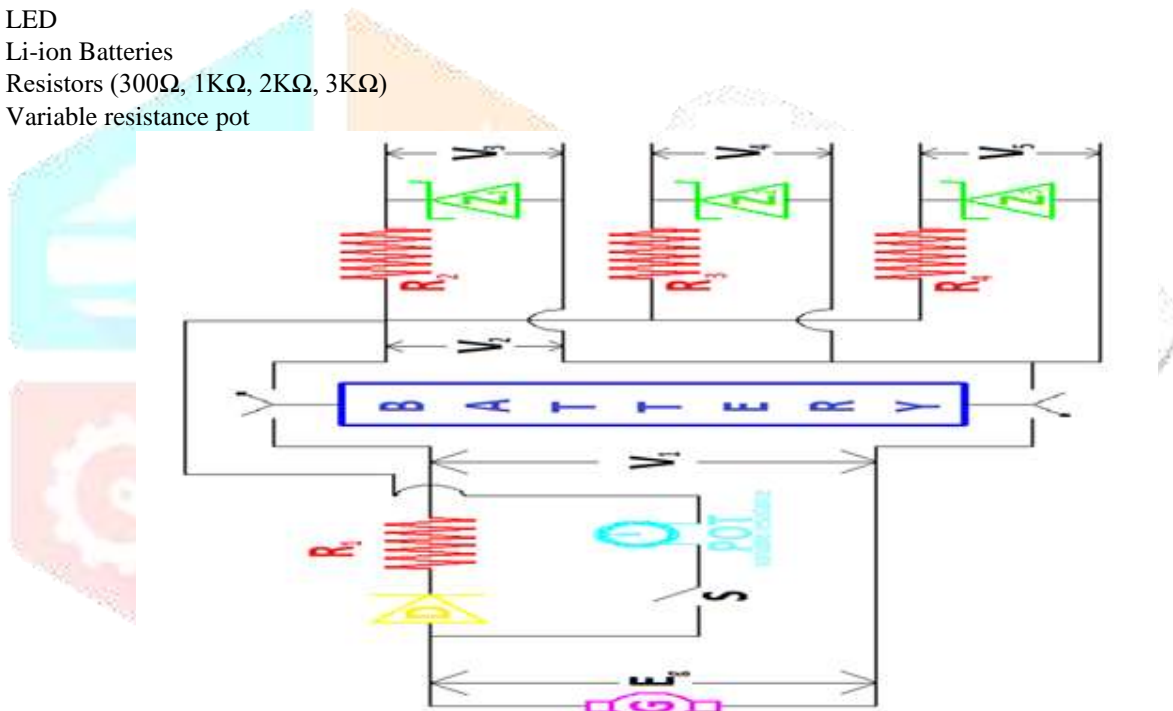 LED
Li-ion Batteries
Resistors (300Ω, 1KΩ, 2KΩ, 3KΩ)
Variable resistance pot
V₃
V₄
V₅
R₂
R₃
R₄
V₂
BATTERY
V₁
R₁
POT
D
S
G